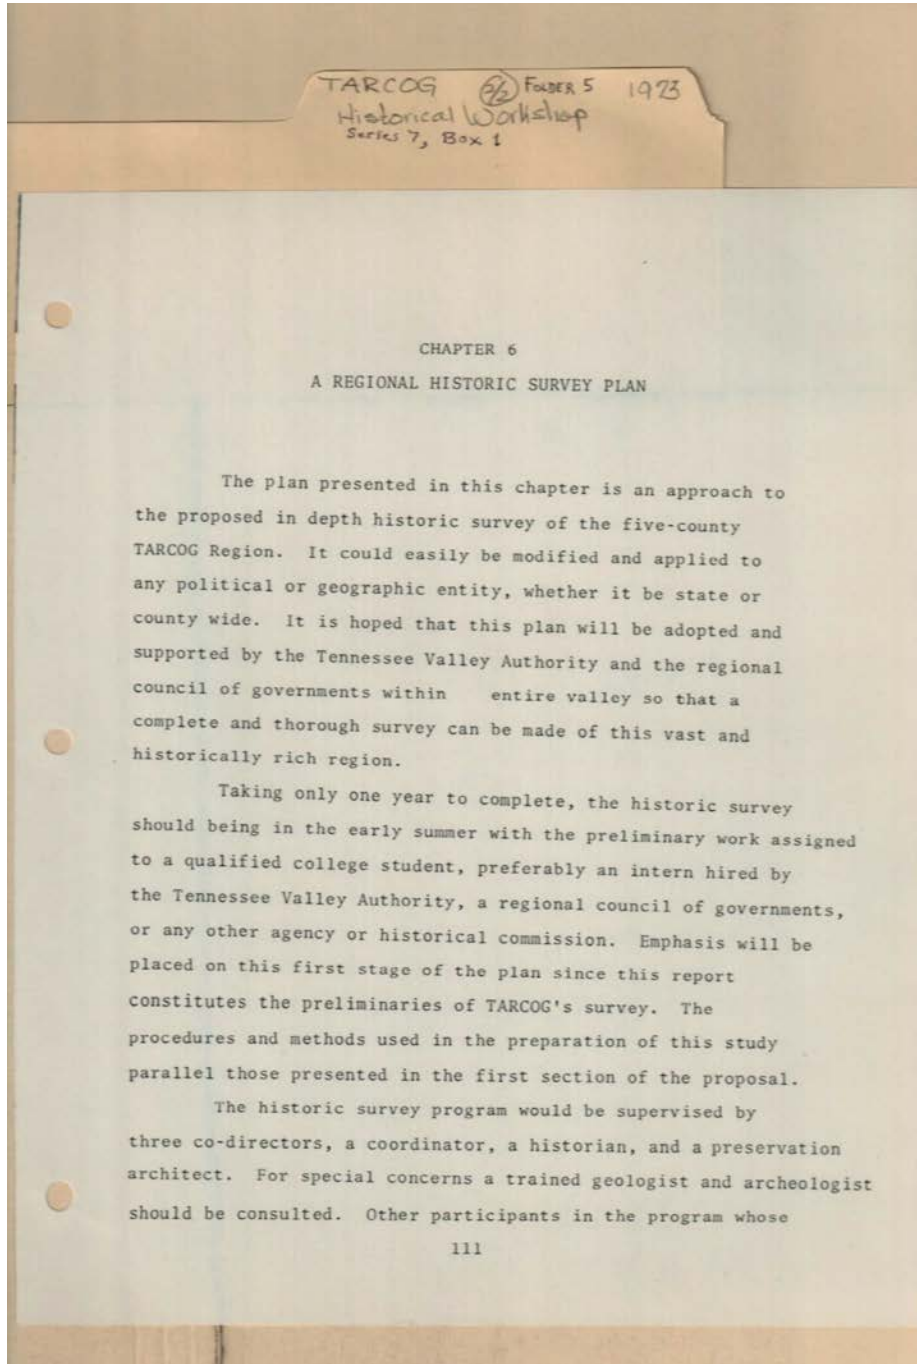 TARCOG 5/2 FOLDER 5 1973
Historical Workshop
Series 7, Box 1
CHAPTER 6
A REGIONAL HISTORIC SURVEY PLAN
The plan presented in this chapter is an approach to
the proposed in depth historic survey of the five-county
TARCOG Region. It could easily be modified and applied to
any political or geographic entity, whether it be state or
county wide. It is hoped that this plan will be adopted and
supported by the Tennessee Valley Authority and the regional
council of governments within entire valley so that a
complete and thorough survey can be made of this vast and
historically rich region.
Taking only one year to complete, the historic survey
should being in the early summer with the preliminary work assigned
to a qualified college student, preferably an intern hired by
the Tennessee Valley Authority, a regional council of governments,
or any other agency or historical commission. Emphasis will be
placed on this first stage of the plan since this report
constitutes the preliminaries of TARCOG's survey. The
procedures and methods used in the preparation of this study
parallel those presented in the first section of the proposal.
The historic survey program would be supervised by
three co-directors, a coordinator, a historian, and a preservation
architect. For special concerns a trained geologist and archeologist
should be consulted. Other participants in the program whose
111